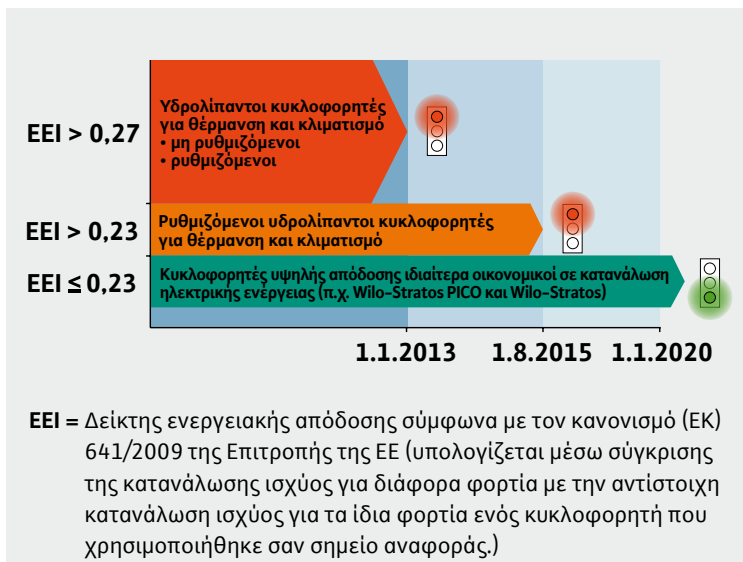 EEI > 0,27
Υδρολίπαντοι κυκλοφορητές
για θέρμανση και κλιματισμό
• μη ρυθμιζόμενοι
• ρυθμιζόμενοι
EEI > 0,23
Ρυθμιζόμενοι υδρολίπαντοι κυκλοφορητές
για θέρμανση και κλιματισμό
EEI ≤ 0,23
Κυκλοφορητές υψηλής απόδοσης ιδιαίτερα οικονομικοί σε κατανάλωση
ηλεκτρικής ενέργειας (π.χ. Wilo-Stratos PICO και Wilo-Stratos)
1.1.2013 1.8.2015 1.1.2020
EEI = Δείκτης ενεργειακής απόδοσης σύμφωνα με τον κανονισμό (ΕΚ)
641/2009 της Επιτροπής της ΕΕ (υπολογίζεται μέσω σύγκρισης
της κατανάλωσης ισχύος για διάφορα φορτία με την αντίστοιχη
κατανάλωση ισχύος για τα ίδια φορτία ενός κυκλοφορητή που
χρησιμοποιήθηκε σαν σημείο αναφοράς.)